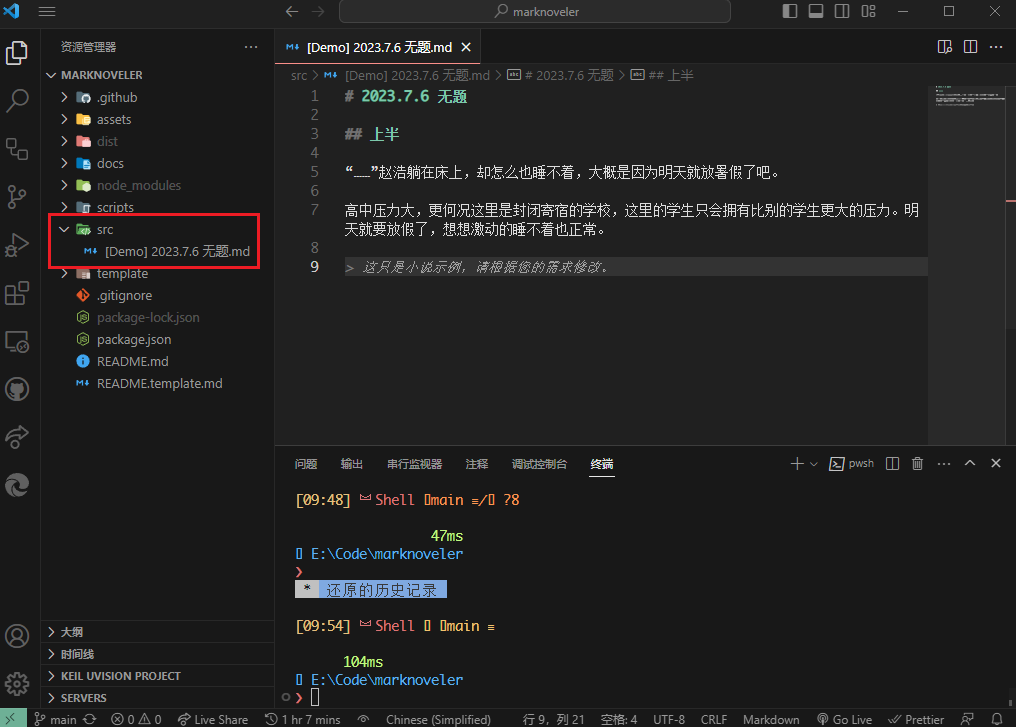 marknoveler
资源管理器
MARKNOVELER
.github
assets
dist
docs
node_modules
scripts
src
[Demo] 2023.7.6 无题.md
template
.gitignore
package-lock.json
package.json
README.md
README.template.md
大纲
时间线
KEIL UVISION PROJECT
SERVERS
[Demo] 2023.7.6 无题.md
src > [Demo] 2023.7.6 无题.md > # 2023.7.6 无题 > ## 上半
1 # 2023.7.6 无题
2
3 ## 上半
4
5 “……”赵浩躺在床上，却怎么也睡不着，大概是因为明天就放暑假了吧。
6
7 高中压力大，更何况这里是封闭寄宿的学校，这里的学生只会拥有比别的学生更大的压力。明
天就要放假了，想想激动的睡不着也正常。
8
9 > 这只是小说示例，请根据您的需求修改。
问题 输出 串行监视器 注释 调试控制台 终端 pwsh
[09:48] Shell main ≡/ ?8
47ms
E:\Code\marknoveler
❯
* 还原的历史记录
[09:54] Shell main ≡
104ms
E:\Code\marknoveler
❯
main 0 0 Live Share 1 hr 7 mins Chinese (Simplified) 行 9，列 21 空格: 4 UTF-8 CRLF Markdown Go Live Prettier